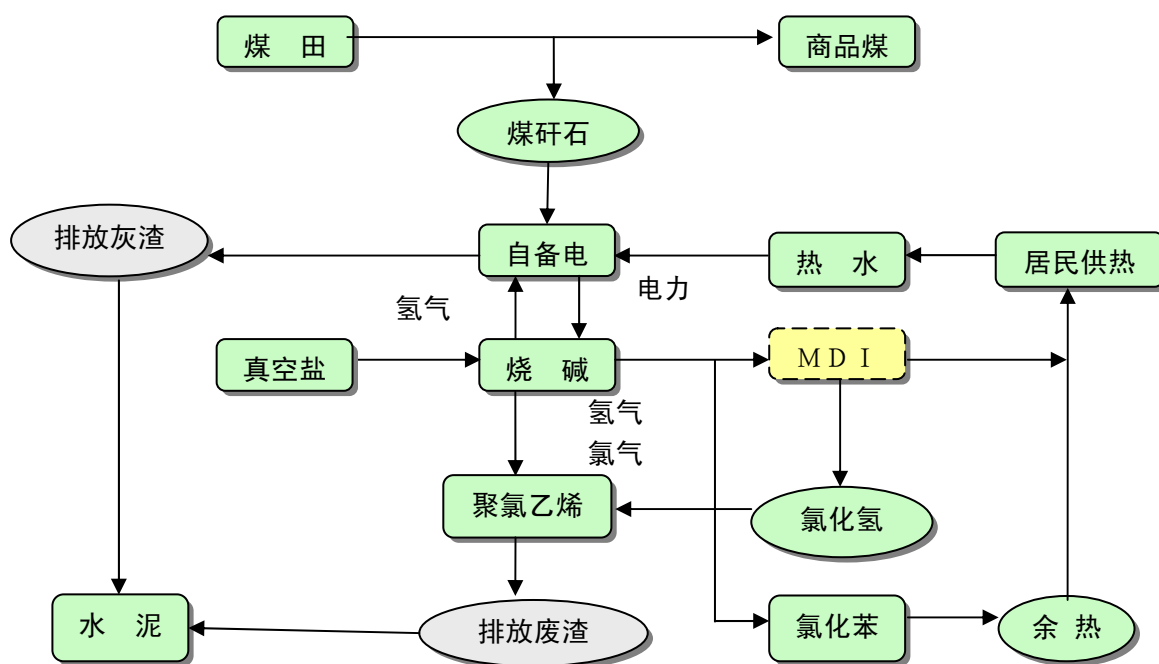 煤 田
商品煤
煤矸石
排放灰渣
自备电
热 水
居民供热
电力
氢气
真空盐
烧 碱
ＭＤＩ
氢气
氯气
聚氯乙烯
氯化氢
水 泥
排放废渣
氯化苯
余 热